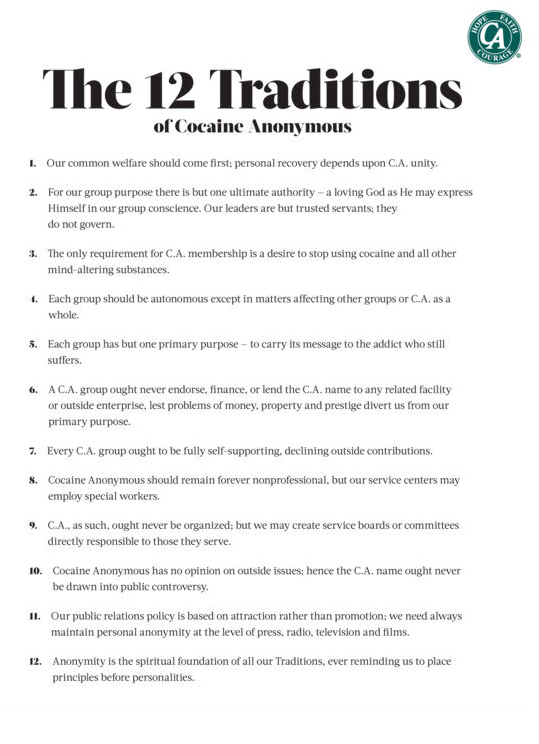 HOPE FAITH
CA
COURAGE
®
The 12 Traditions
of Cocaine Anonymous
1. Our common welfare should come first; personal recovery depends upon C.A. unity.
2. For our group purpose there is but one ultimate authority – a loving God as He may express
Himself in our group conscience. Our leaders are but trusted servants; they
do not govern.
3. The only requirement for C.A. membership is a desire to stop using cocaine and all other
mind-altering substances.
4. Each group should be autonomous except in matters affecting other groups or C.A. as a
whole.
5. Each group has but one primary purpose – to carry its message to the addict who still
suffers.
6. A C.A. group ought never endorse, finance, or lend the C.A. name to any related facility
or outside enterprise, lest problems of money, property and prestige divert us from our
primary purpose.
7. Every C.A. group ought to be fully self-supporting, declining outside contributions.
8. Cocaine Anonymous should remain forever nonprofessional, but our service centers may
employ special workers.
9. C.A., as such, ought never be organized; but we may create service boards or committees
directly responsible to those they serve.
10. Cocaine Anonymous has no opinion on outside issues; hence the C.A. name ought never
be drawn into public controversy.
11. Our public relations policy is based on attraction rather than promotion; we need always
maintain personal anonymity at the level of press, radio, television and films.
12. Anonymity is the spiritual foundation of all our Traditions, ever reminding us to place
principles before personalities.